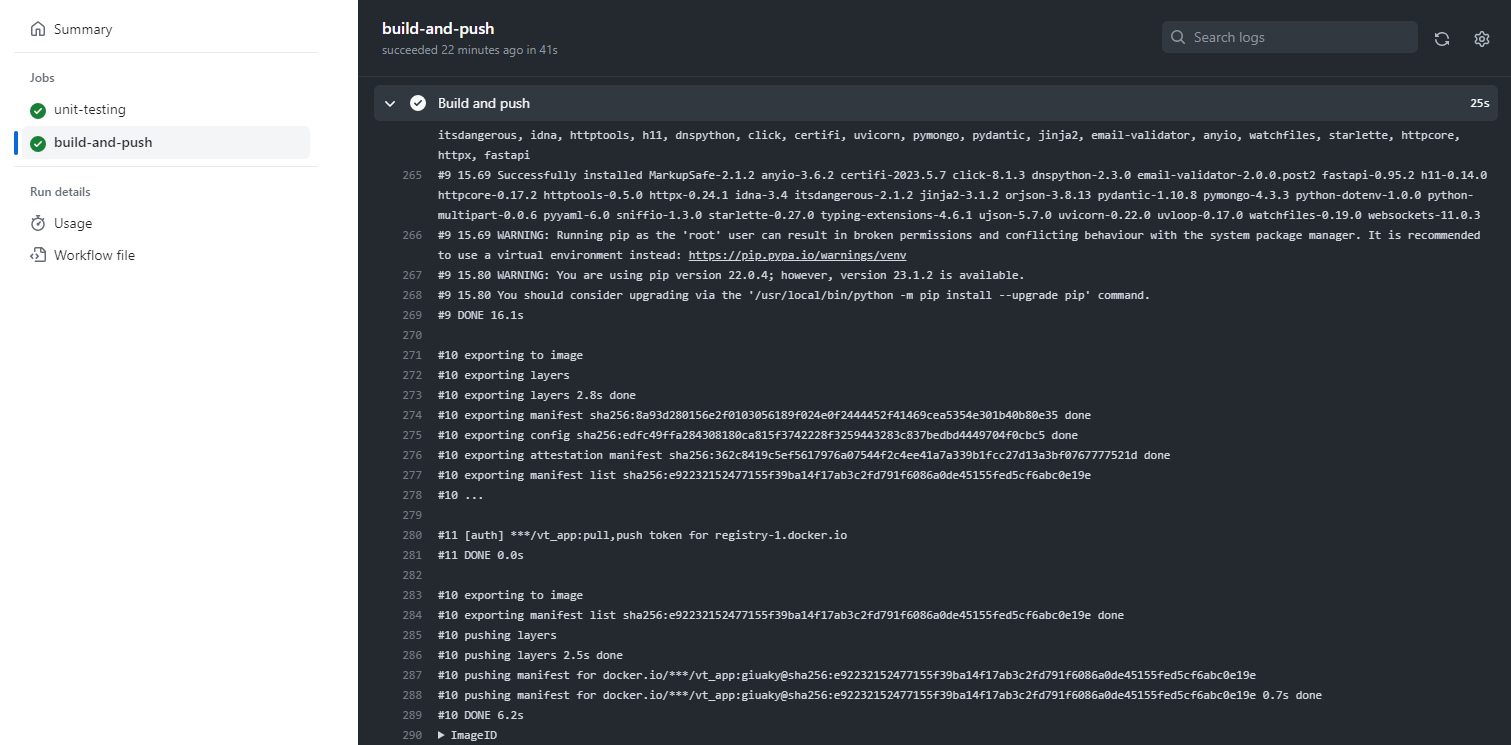 Summary
Jobs
unit-testing
build-and-push
Run details
Usage
Workflow file
build-and-push
succeeded 22 minutes ago in 41s
Search logs
Build and push
25s
itsdangerous, idna, httptools, h11, dnspython, click, certifi, uvicorn, pymongo, pydantic, jinja2, email-validator, anyio, watchfiles, starlette, httpcore,
httpx, fastapi
265 #9 15.69 Successfully installed MarkupSafe-2.1.2 anyio-3.6.2 certifi-2023.5.7 click-8.1.3 dnspython-2.3.0 email-validator-2.0.0.post2 fastapi-0.95.2 h11-0.14.0
httpcore-0.17.2 httptools-0.5.0 httpx-0.24.1 idna-3.4 itsdangerous-2.1.2 jinja2-3.1.2 orjson-3.8.13 pydantic-1.10.8 pymongo-4.3.3 python-dotenv-1.0.0 python-
multipart-0.0.6 pyyaml-6.0 sniffio-1.3.0 starlette-0.27.0 typing-extensions-4.6.1 ujson-5.7.0 uvicorn-0.22.0 uvloop-0.17.0 watchfiles-0.19.0 websockets-11.0.3
266 #9 15.69 WARNING: Running pip as the 'root' user can result in broken permissions and conflicting behaviour with the system package manager. It is recommended
to use a virtual environment instead: https://pip.pypa.io/warnings/venv
267 #9 15.80 WARNING: You are using pip version 22.0.4; however, version 23.1.2 is available.
268 #9 15.80 You should consider upgrading via the '/usr/local/bin/python -m pip install --upgrade pip' command.
269 #9 DONE 16.1s
270
271 #10 exporting to image
272 #10 exporting layers
273 #10 exporting layers 2.8s done
274 #10 exporting manifest sha256:8a93d280156e2f0103056189f024e0f2444452f41469cea5354e301b40b80e35 done
275 #10 exporting config sha256:edfc49ffa284308180ca815f3742228f3259443283c837bedbd4449704f0cbc5 done
276 #10 exporting attestation manifest sha256:362c8419c5ef5617976a07544f2c4ee41a7a339b1fcc27d13a3bf0767777521d done
277 #10 exporting manifest list sha256:e92232152477155f39ba14f17ab3c2fd791f6086a0de45155fed5cf6abc0e19e
278 #10 ...
279
280 #11 [auth] ***/vt_app:pull,push token for registry-1.docker.io
281 #11 DONE 0.0s
282
283 #10 exporting to image
284 #10 exporting manifest list sha256:e92232152477155f39ba14f17ab3c2fd791f6086a0de45155fed5cf6abc0e19e done
285 #10 pushing layers
286 #10 pushing layers 2.5s done
287 #10 pushing manifest for docker.io/***/vt_app:giuaky@sha256:e92232152477155f39ba14f17ab3c2fd791f6086a0de45155fed5cf6abc0e19e
288 #10 pushing manifest for docker.io/***/vt_app:giuaky@sha256:e92232152477155f39ba14f17ab3c2fd791f6086a0de45155fed5cf6abc0e19e 0.7s done
289 #10 DONE 6.2s
290 ▶ ImageID